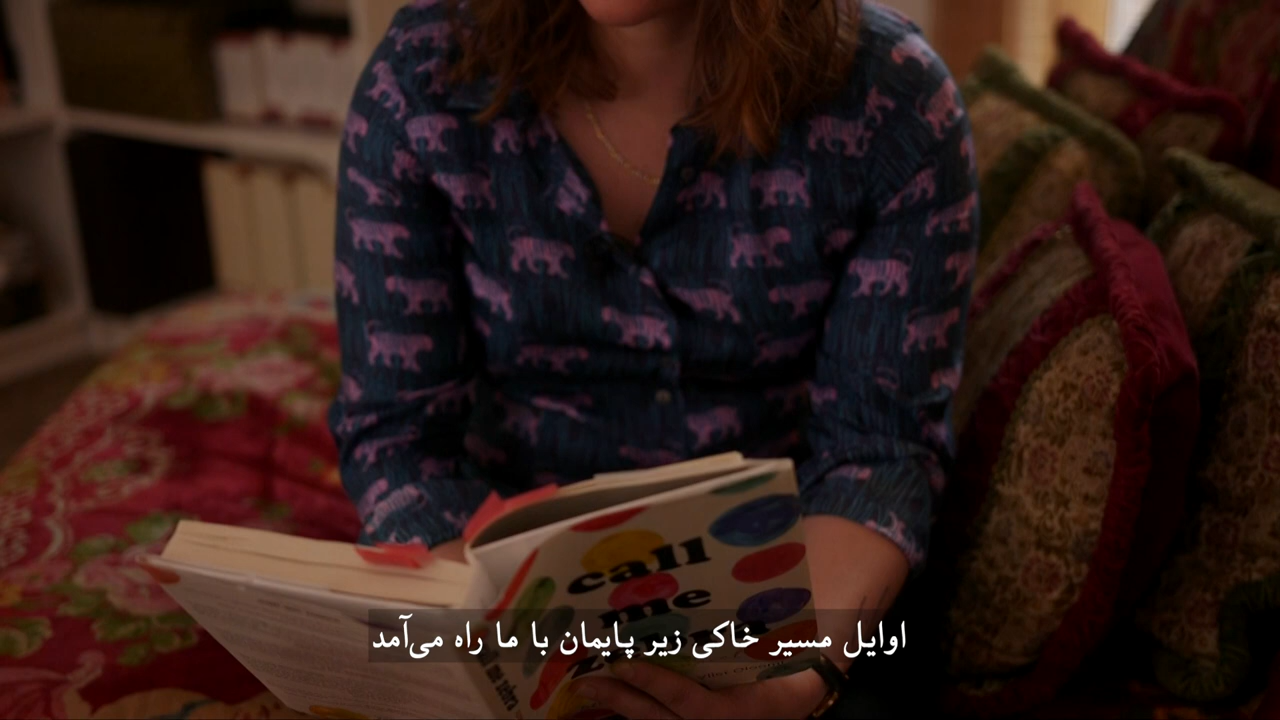 call
me
اوایل مسیر خاکی زیر پایمان با ما راه می‌آمد